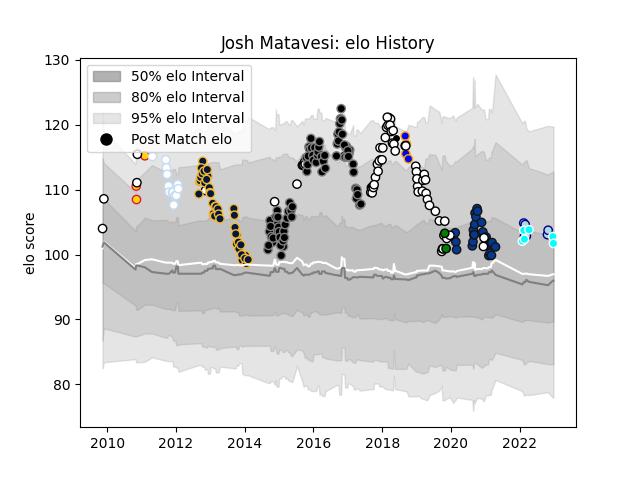 Josh Matavesi: elo History
50% elo Interval
80% elo Interval
95% elo Interval
Post Match elo
elo score
130
120
110
100
90
80
2010 2012 2014 2016 2018 2020 2022